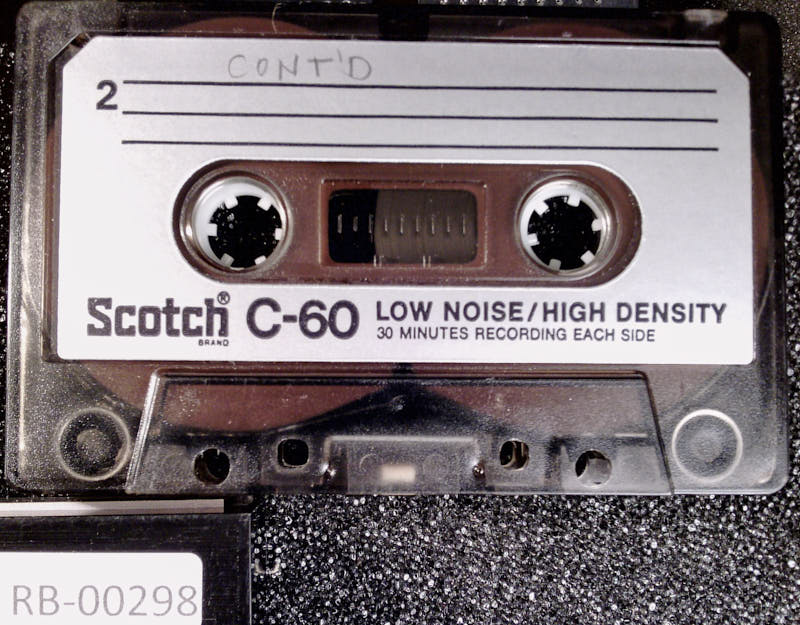 CONT'D
2
Scotch® C-60 LOW NOISE/HIGH DENSITY
BRAND 30 MINUTES RECORDING EACH SIDE
RB-00298